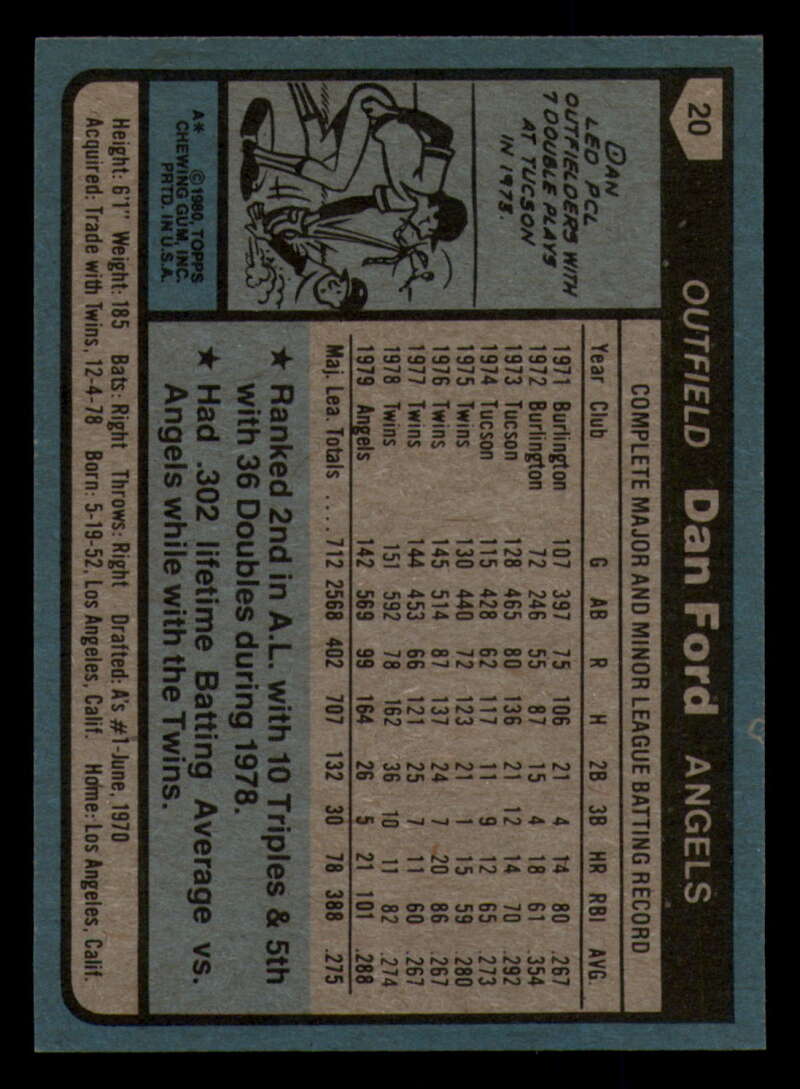 20
OUTFIELD Dan Ford ANGELS
DAN
LED PCL
OUTFIELDERS WITH
7 DOUBLE PLAYS
AT TUCSON
IN 1973.
A* ©1980, TOPPS
CHEWING GUM, INC.
PRTD. IN U.S.A.
COMPLETE MAJOR AND MINOR LEAGUE BATTING RECORD
Year Club G AB R H 2B 3B HR RBI AVG.
1971 Burlington 107 397 75 106 21 4 14 80 .267
1972 Burlington 72 246 55 87 15 4 18 61 .354
1973 Tucson 128 465 80 136 21 12 14 70 .292
1974 Tucson 115 428 62 117 11 9 12 65 .273
1975 Twins 130 440 72 123 21 1 15 59 .280
1976 Twins 145 514 87 137 24 7 20 86 .267
1977 Twins 144 453 66 121 25 7 11 60 .267
1978 Twins 151 592 78 162 36 10 11 82 .274
1979 Angels 142 569 99 164 26 5 21 101 .288
Maj. Lea. Totals .... 712 2568 402 707 132 30 78 388 .275
★ Ranked 2nd in A.L. with 10 Triples & 5th
with 36 Doubles during 1978.
★ Had .302 lifetime Batting Average vs.
Angels while with the Twins.
Height: 6'1" Weight: 185 Bats: Right Throws: Right Drafted: A's #1-June, 1970
Acquired: Trade with Twins, 12-4-78 Born: 5-19-52, Los Angeles, Calif. Home: Los Angeles, Calif.